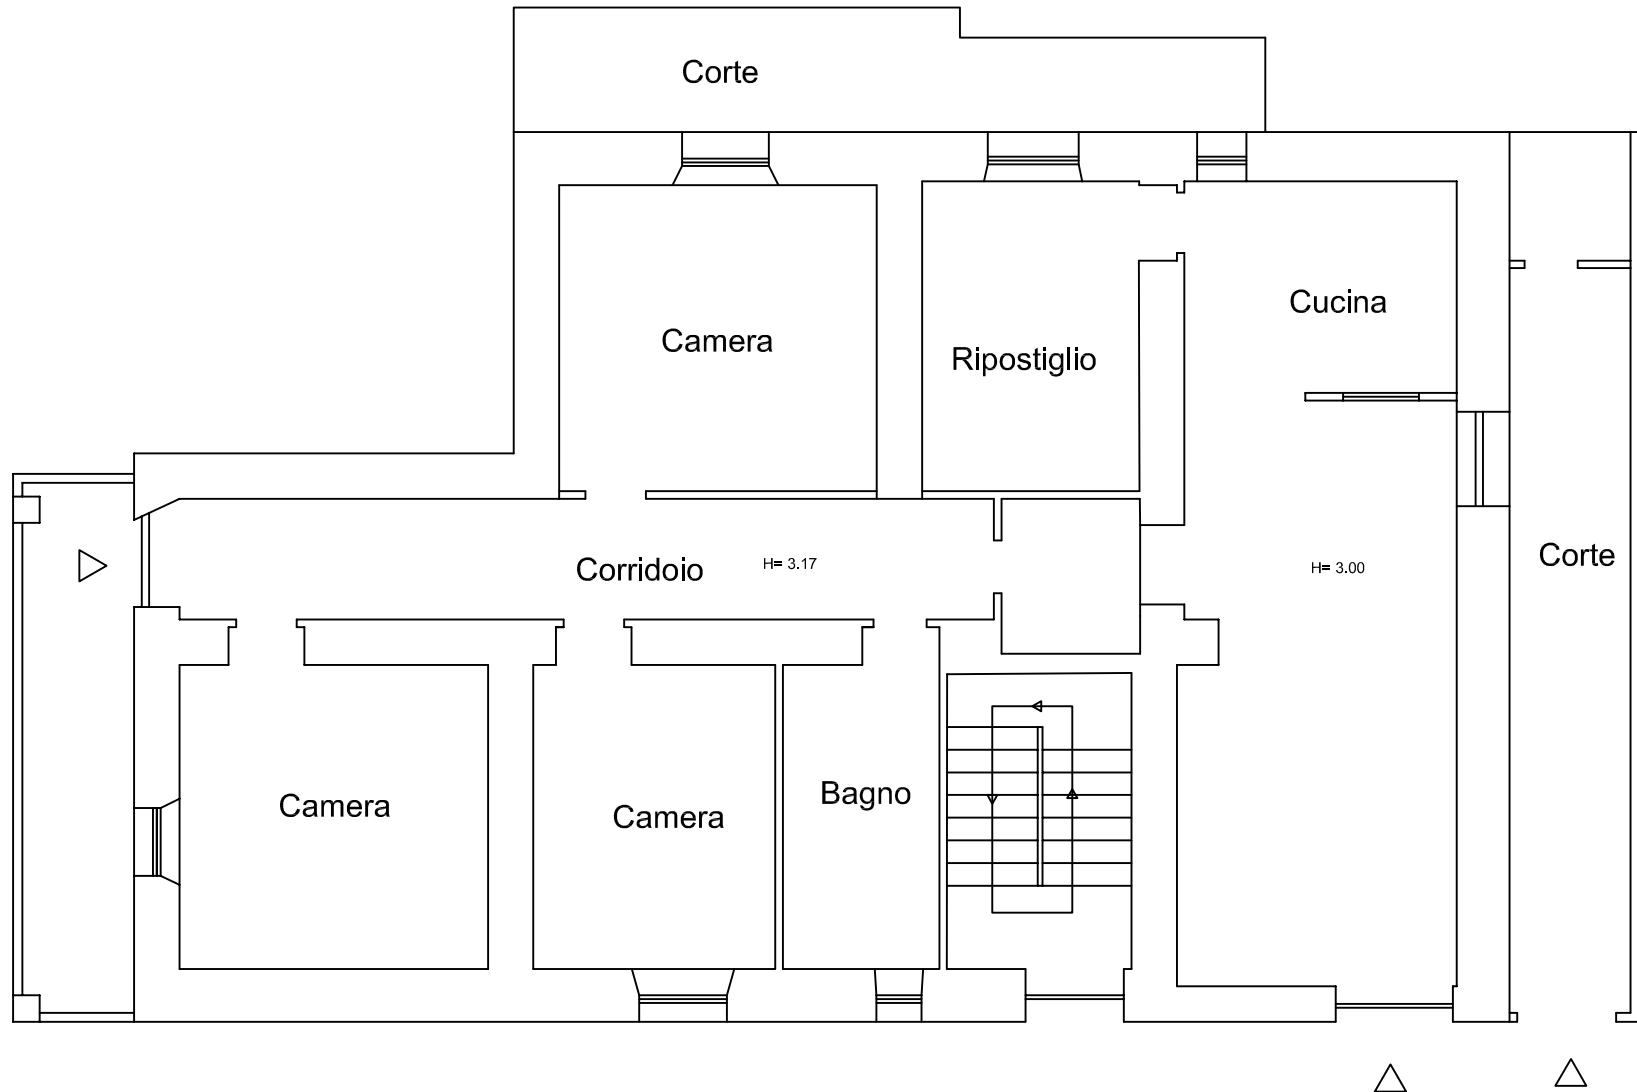 Corte
Cucina
Camera
Ripostiglio
Corte
Corridoio
H= 3.17
H= 3.00
Camera
Camera
Bagno